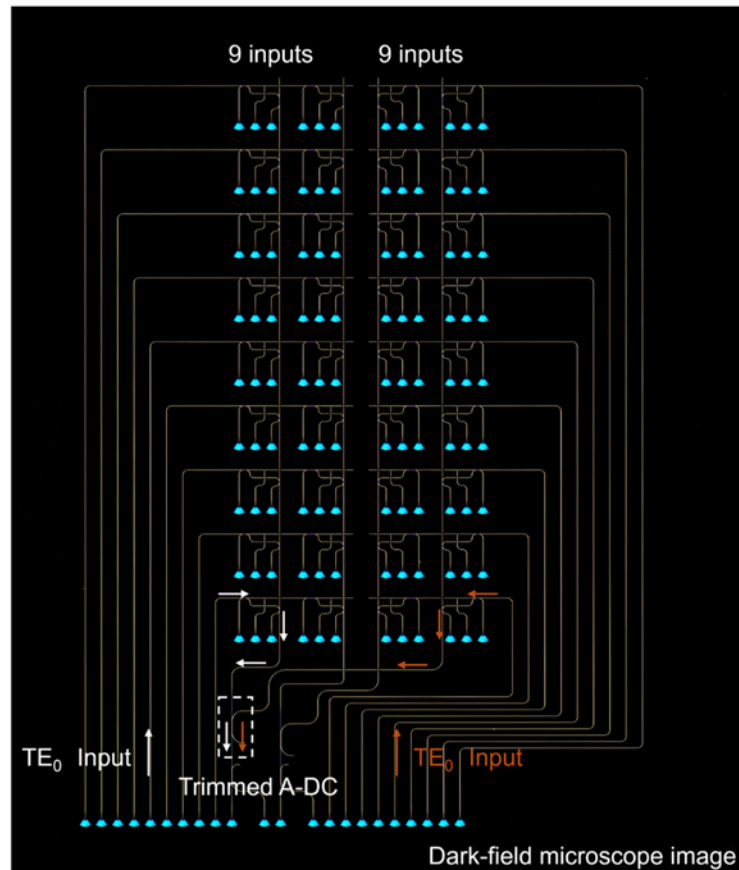 9 inputs
9 inputs
TE₀ Input
TE₀ Input
Trimmed A-DC
Dark-field microscope image